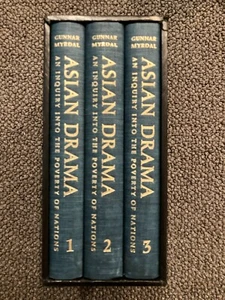 GUNNAR
MYRDAL
ASIAN DRAMA
AN INQUIRY INTO THE POVERTY OF NATIONS
1
GUNNAR
MYRDAL
ASIAN DRAMA
AN INQUIRY INTO THE POVERTY OF NATIONS
2
GUNNAR
MYRDAL
ASIAN DRAMA
AN INQUIRY INTO THE POVERTY OF NATIONS
3